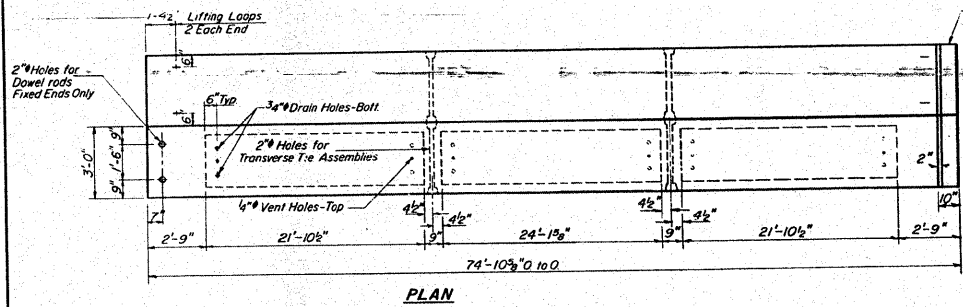 1'-4½"
Lifting Loops
2 Each End
6"
2"⌀ Holes for
Dowel rods
Fixed Ends Only
6" Typ.
¾"⌀ Drain Holes-Bott.
6"
2"⌀ Holes for
Transverse Tie Assemblies
3'-0"
9"
1'-6"
9"
¼"⌀ Vent Holes-Top
2"
7"
4½"
4½"
4½"
4½"
10"
2'-9"
21'-10½"
9"
24'-1⅝"
9"
21'-10½"
2'-9"
74'-10⅝" O to O
PLAN